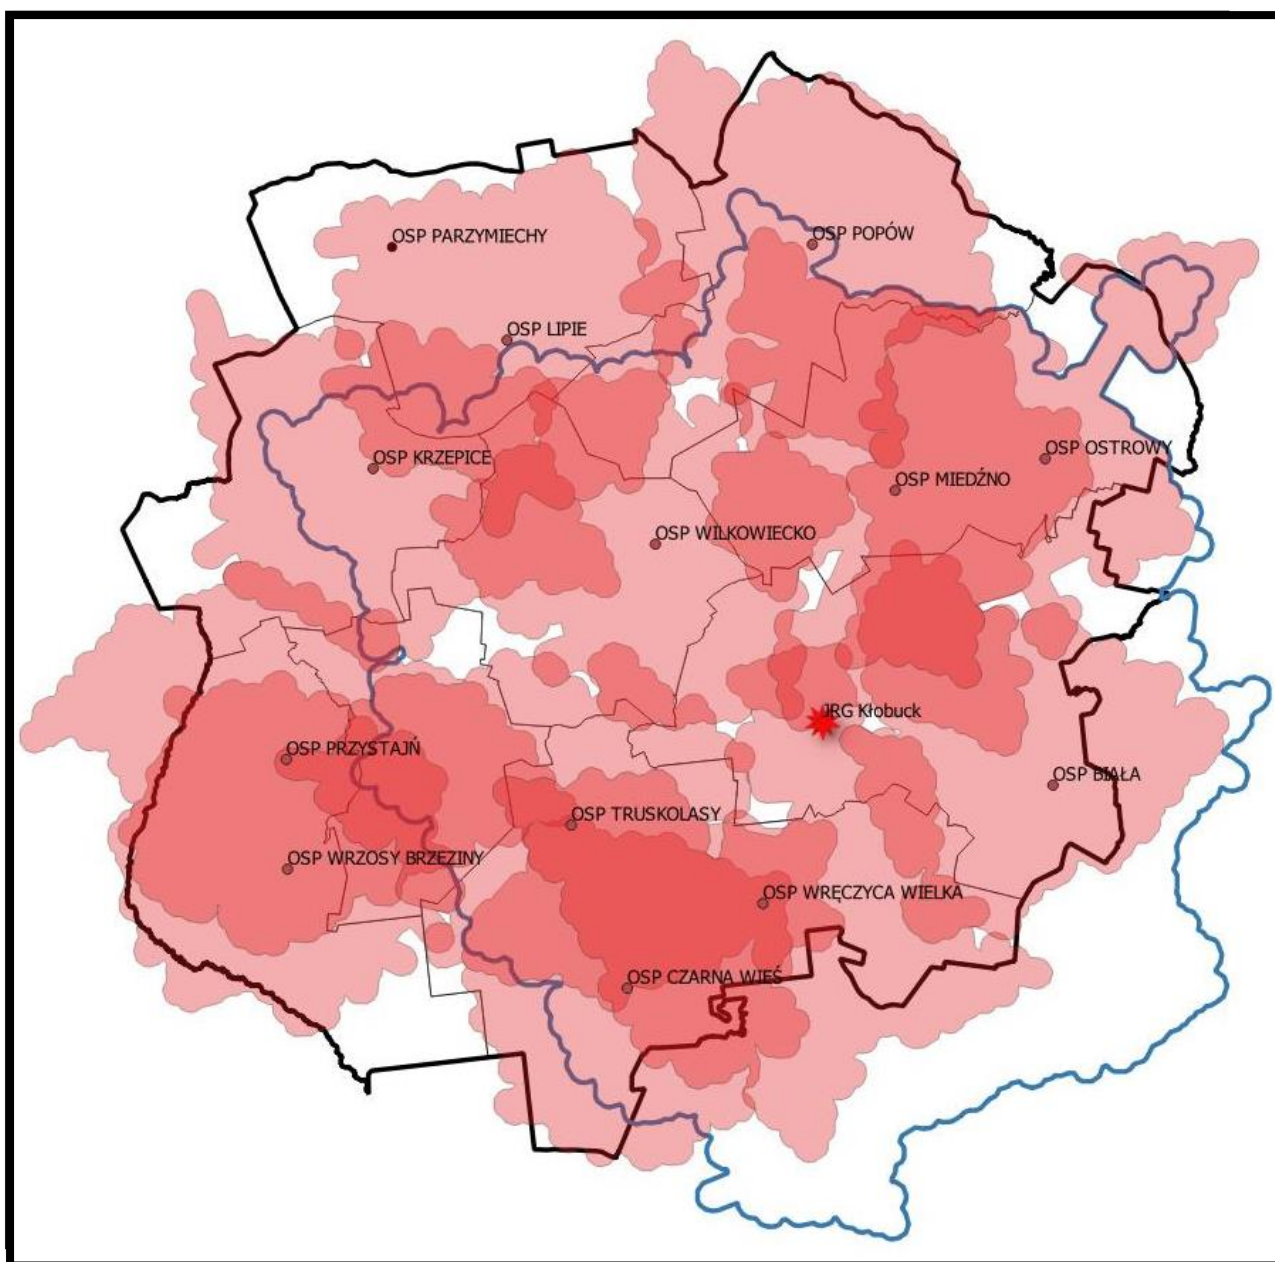 OSP POPÓW
OSP PARZYMIECHY
OSP LIPIE
OSP OSTROWY
OSP KRZEPICE
OSP MIEDŹNO
OSP WILKOWIECKO
JRG Kłobuck
OSP PRZYSTAJŃ
OSP BIAŁA
OSP TRUSKOLASY
OSP WRZOSY BRZEZINY
OSP WRĘCZYCA WIELKA
OSP CZARNA WIEŚ